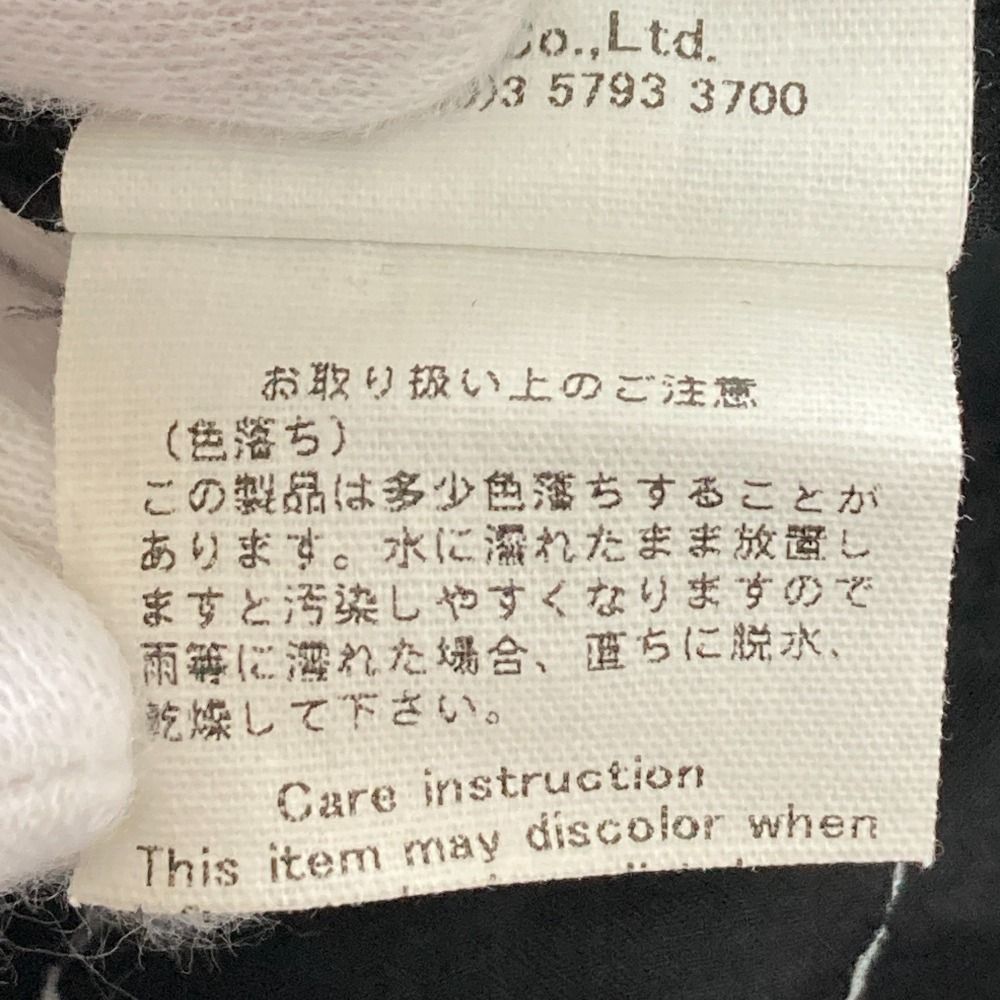 Co.,Ltd.
03 5793 3700
お取り扱い上のご注意
(色落ち)
この製品は多少色落ちすることが
あります。水に濡れたまま放置し
ますと汚染しやすくなりますので
雨等に濡れた場合、直ちに脱水、
乾燥して下さい。
Care instruction
This item may discolor when